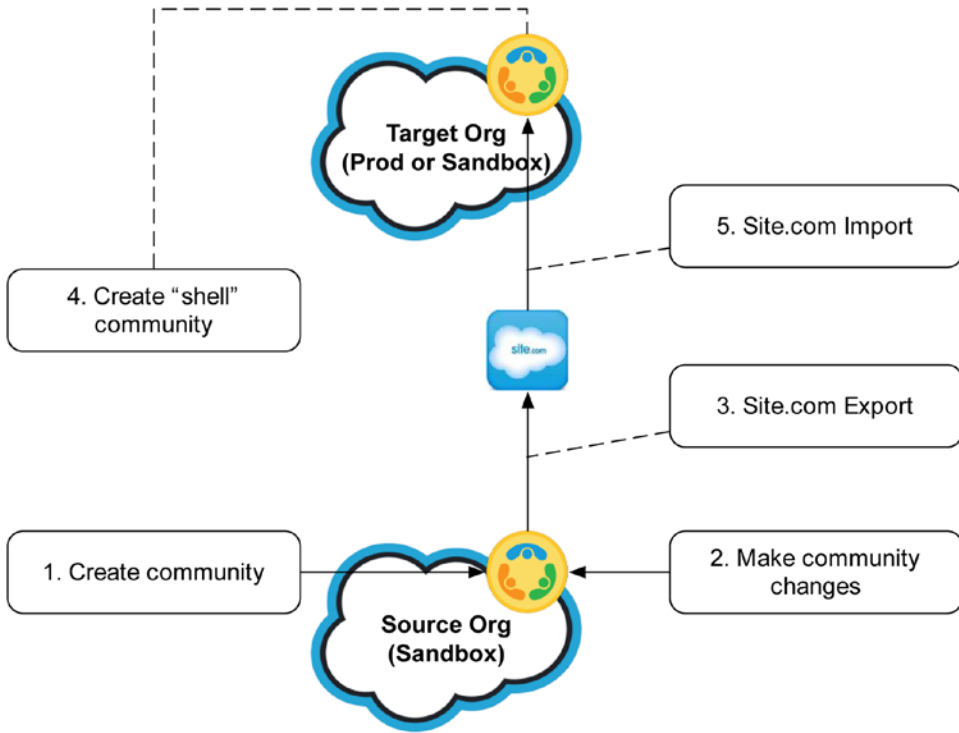 Target Org
(Prod or Sandbox)
5. Site.com Import
4. Create “shell”
community
site.com
3. Site.com Export
1. Create community
2. Make community
changes
Source Org
(Sandbox)